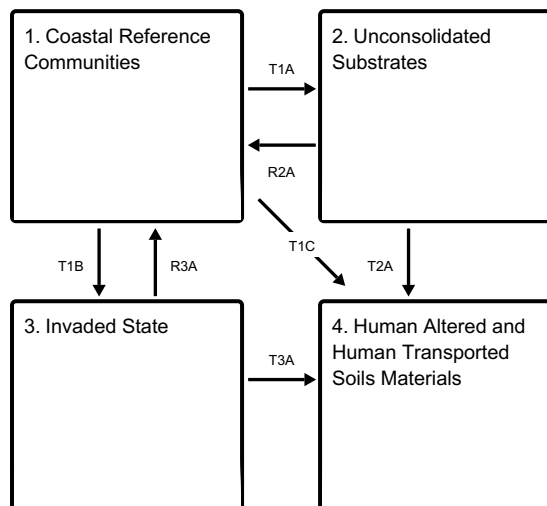 1. Coastal Reference
Communities
2. Unconsolidated
Substrates
T1A
R2A
T1B
R3A
T1C
T2A
3. Invaded State
4. Human Altered and
Human Transported
Soils Materials
T3A